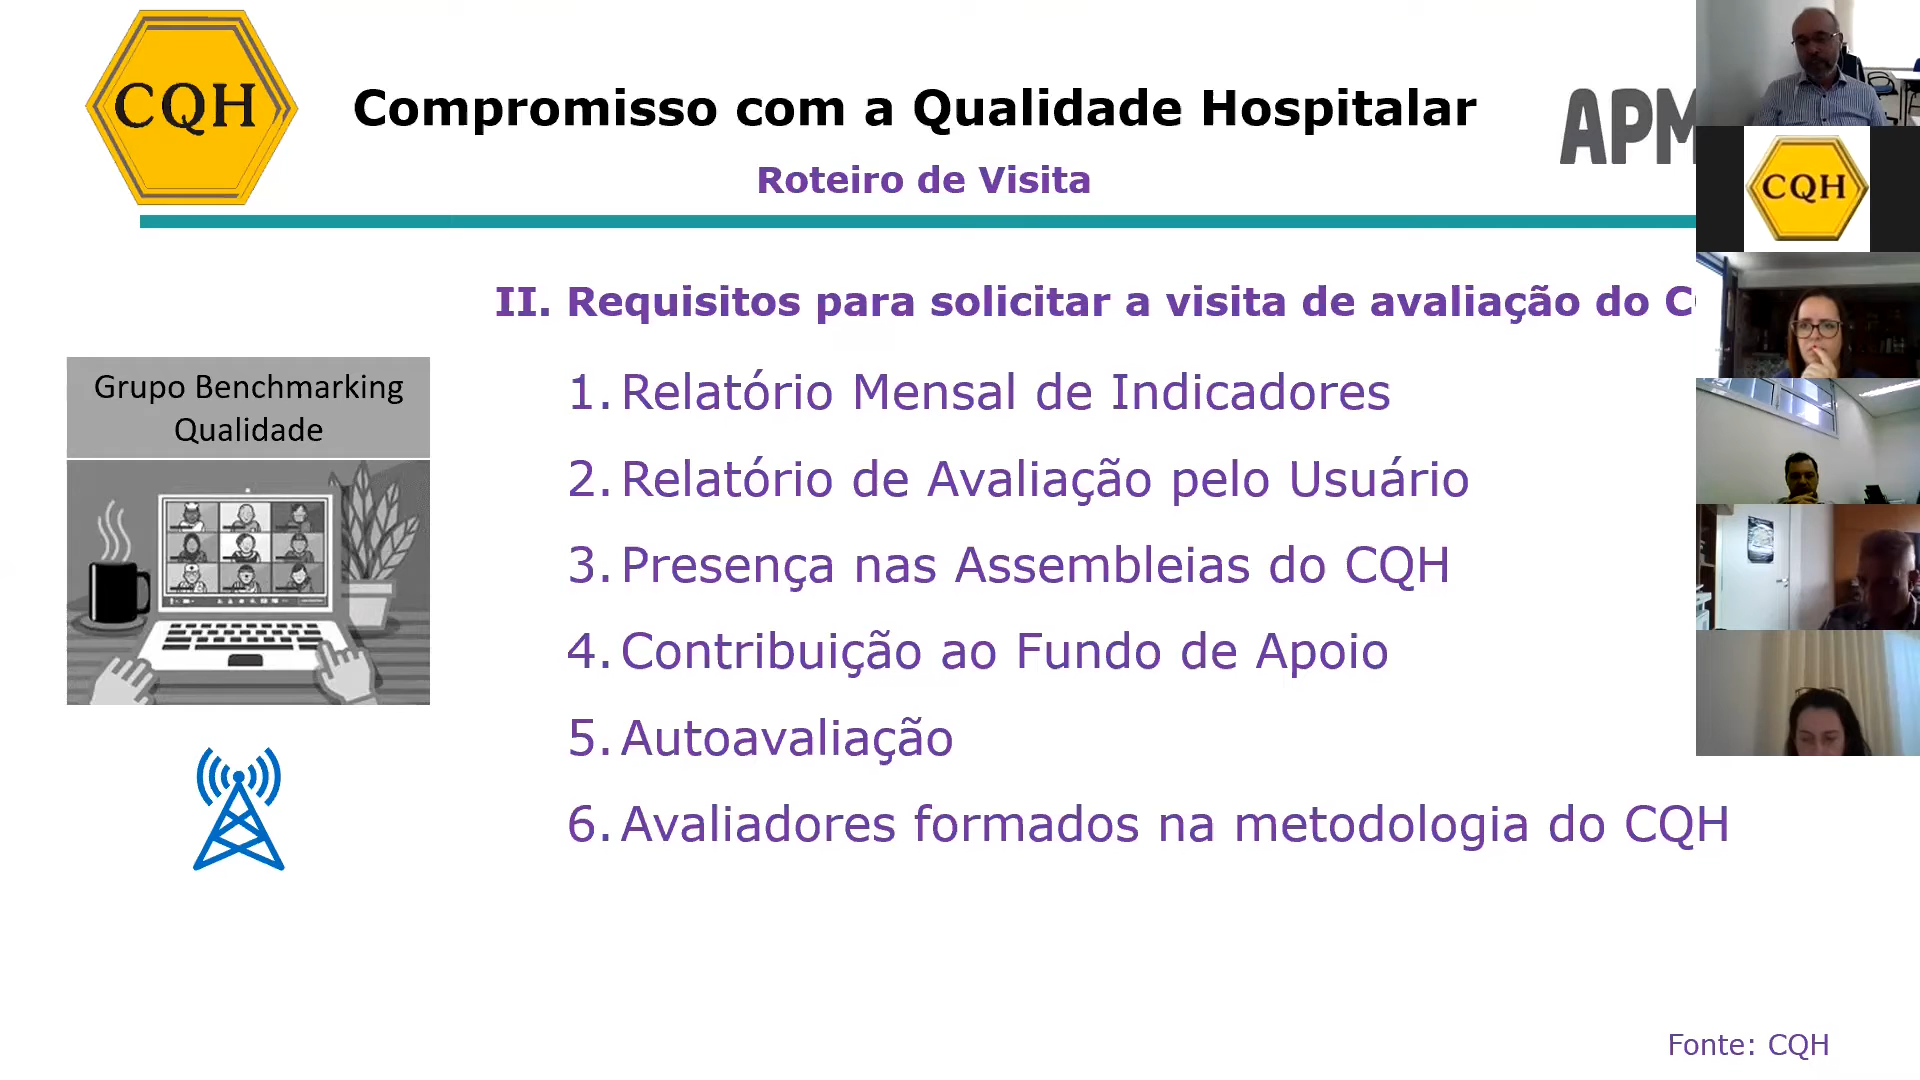 CQH
Compromisso com a Qualidade Hospitalar
APM
Roteiro de Visita
CQH
II. Requisitos para solicitar a visita de avaliação do
Grupo Benchmarking
Qualidade
1. Relatório Mensal de Indicadores
2. Relatório de Avaliação pelo Usuário
3. Presença nas Assembleias do CQH
4. Contribuição ao Fundo de Apoio
5. Autoavaliação
6. Avaliadores formados na metodologia do CQH
Fonte: CQH